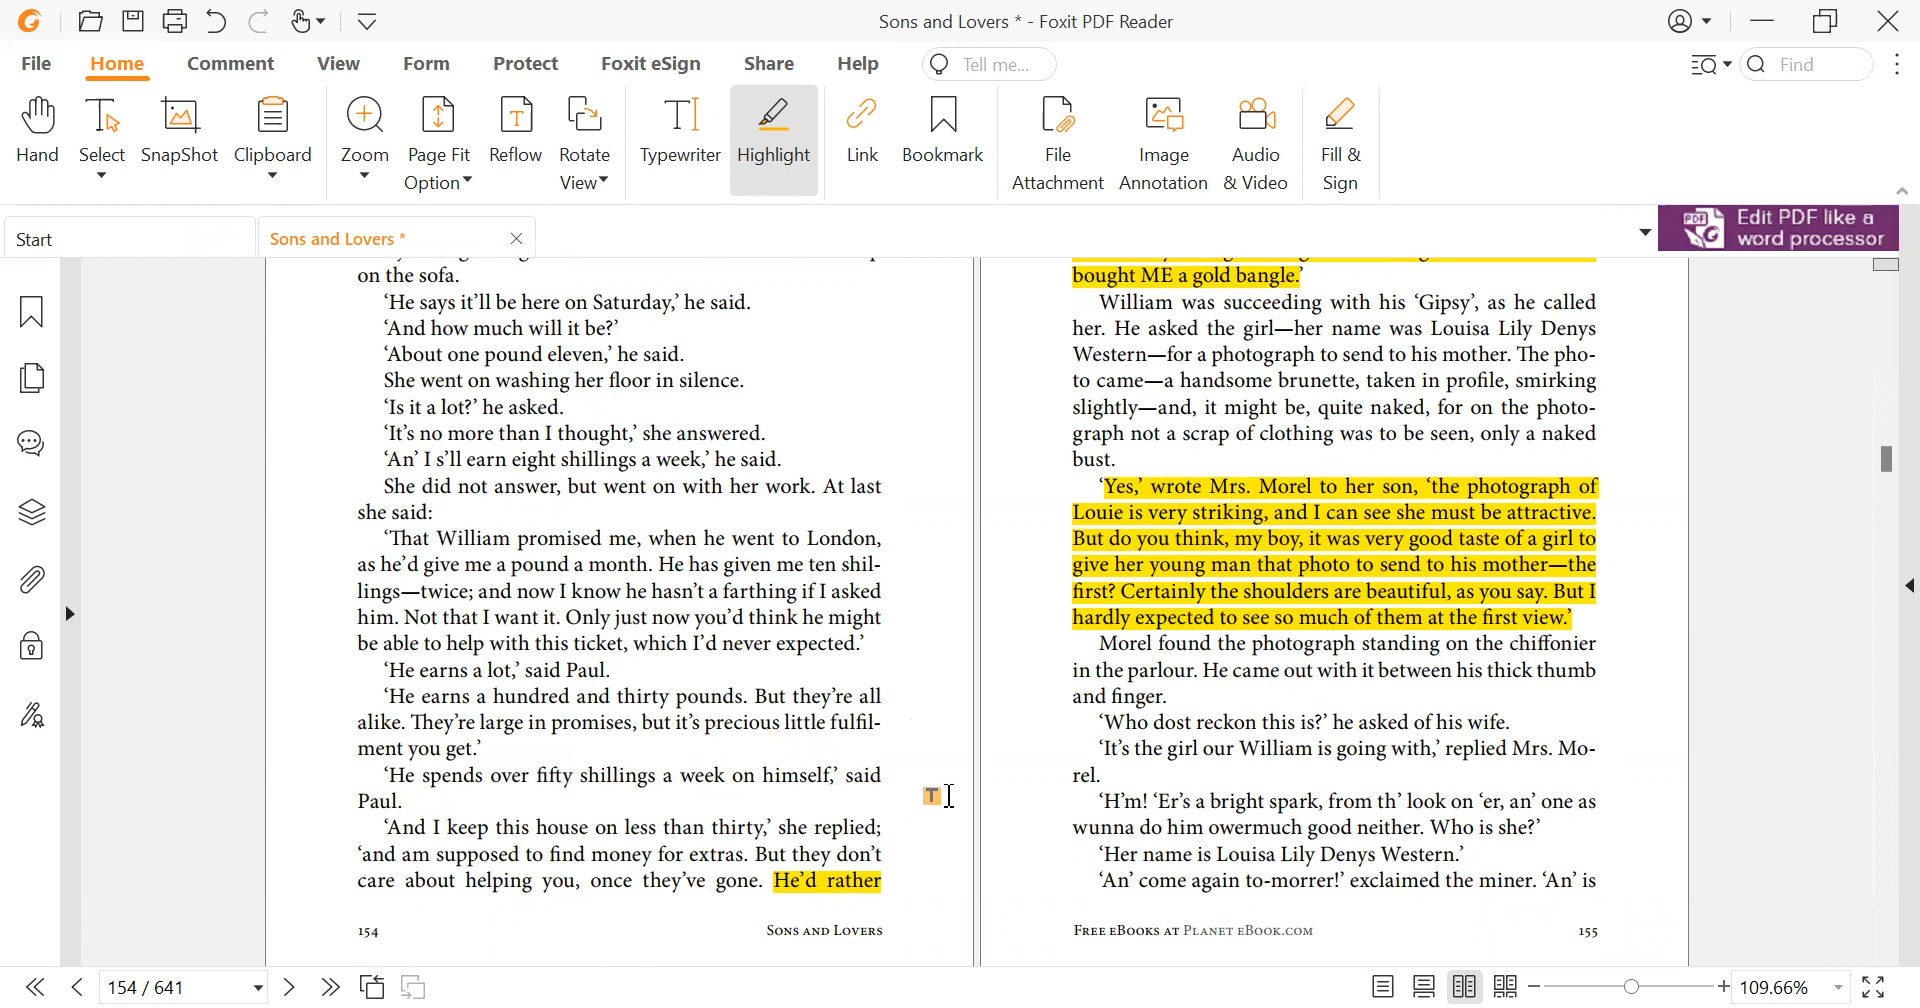 Sons and Lovers * - Foxit PDF Reader
File Home Comment View Form Protect Foxit eSign Share Help Tell me... Find
Hand Select SnapShot Clipboard Zoom Page Fit Option Reflow Rotate View Typewriter Highlight Link Bookmark File Attachment Image Annotation Audio & Video Fill & Sign
Start
Sons and Lovers *
PDF
Edit PDF like a
word processor
on the sofa.
‘He says it’ll be here on Saturday,’ he said.
‘And how much will it be?’
‘About one pound eleven,’ he said.
She went on washing her floor in silence.
‘Is it a lot?’ he asked.
‘It’s no more than I thought,’ she answered.
‘An’ I s’ll earn eight shillings a week,’ he said.
She did not answer, but went on with her work. At last
she said:
‘That William promised me, when he went to London,
as he’d give me a pound a month. He has given me ten shil-
lings—twice; and now I know he hasn’t a farthing if I asked
him. Not that I want it. Only just now you’d think he might
be able to help with this ticket, which I’d never expected.’
‘He earns a lot,’ said Paul.
‘He earns a hundred and thirty pounds. But they’re all
alike. They’re large in promises, but it’s precious little fulfil-
ment you get.’
‘He spends over fifty shillings a week on himself,’ said
Paul.
‘And I keep this house on less than thirty,’ she replied;
‘and am supposed to find money for extras. But they don’t
care about helping you, once they’ve gone. He’d rather
154
Sons and Lovers
bought ME a gold bangle.’
William was succeeding with his ‘Gipsy’, as he called
her. He asked the girl—her name was Louisa Lily Denys
Western—for a photograph to send to his mother. The pho-
to came—a handsome brunette, taken in profile, smirking
slightly—and, it might be, quite naked, for on the photo-
graph not a scrap of clothing was to be seen, only a naked
bust.
‘Yes,’ wrote Mrs. Morel to her son, ‘the photograph of
Louie is very striking, and I can see she must be attractive.
But do you think, my boy, it was very good taste of a girl to
give her young man that photo to send to his mother—the
first? Certainly the shoulders are beautiful, as you say. But I
hardly expected to see so much of them at the first view.’
Morel found the photograph standing on the chiffonier
in the parlour. He came out with it between his thick thumb
and finger.
‘Who dost reckon this is?’ he asked of his wife.
‘It’s the girl our William is going with,’ replied Mrs. Mo-
rel.
‘H’m! ‘Er’s a bright spark, from th’ look on ‘er, an’ one as
wunna do him owermuch good neither. Who is she?’
‘Her name is Louisa Lily Denys Western.’
‘An’ come again to-morrer!’ exclaimed the miner. ‘An’ is
Free eBooks at Planet eBook.com
155
154 / 641
109.66%